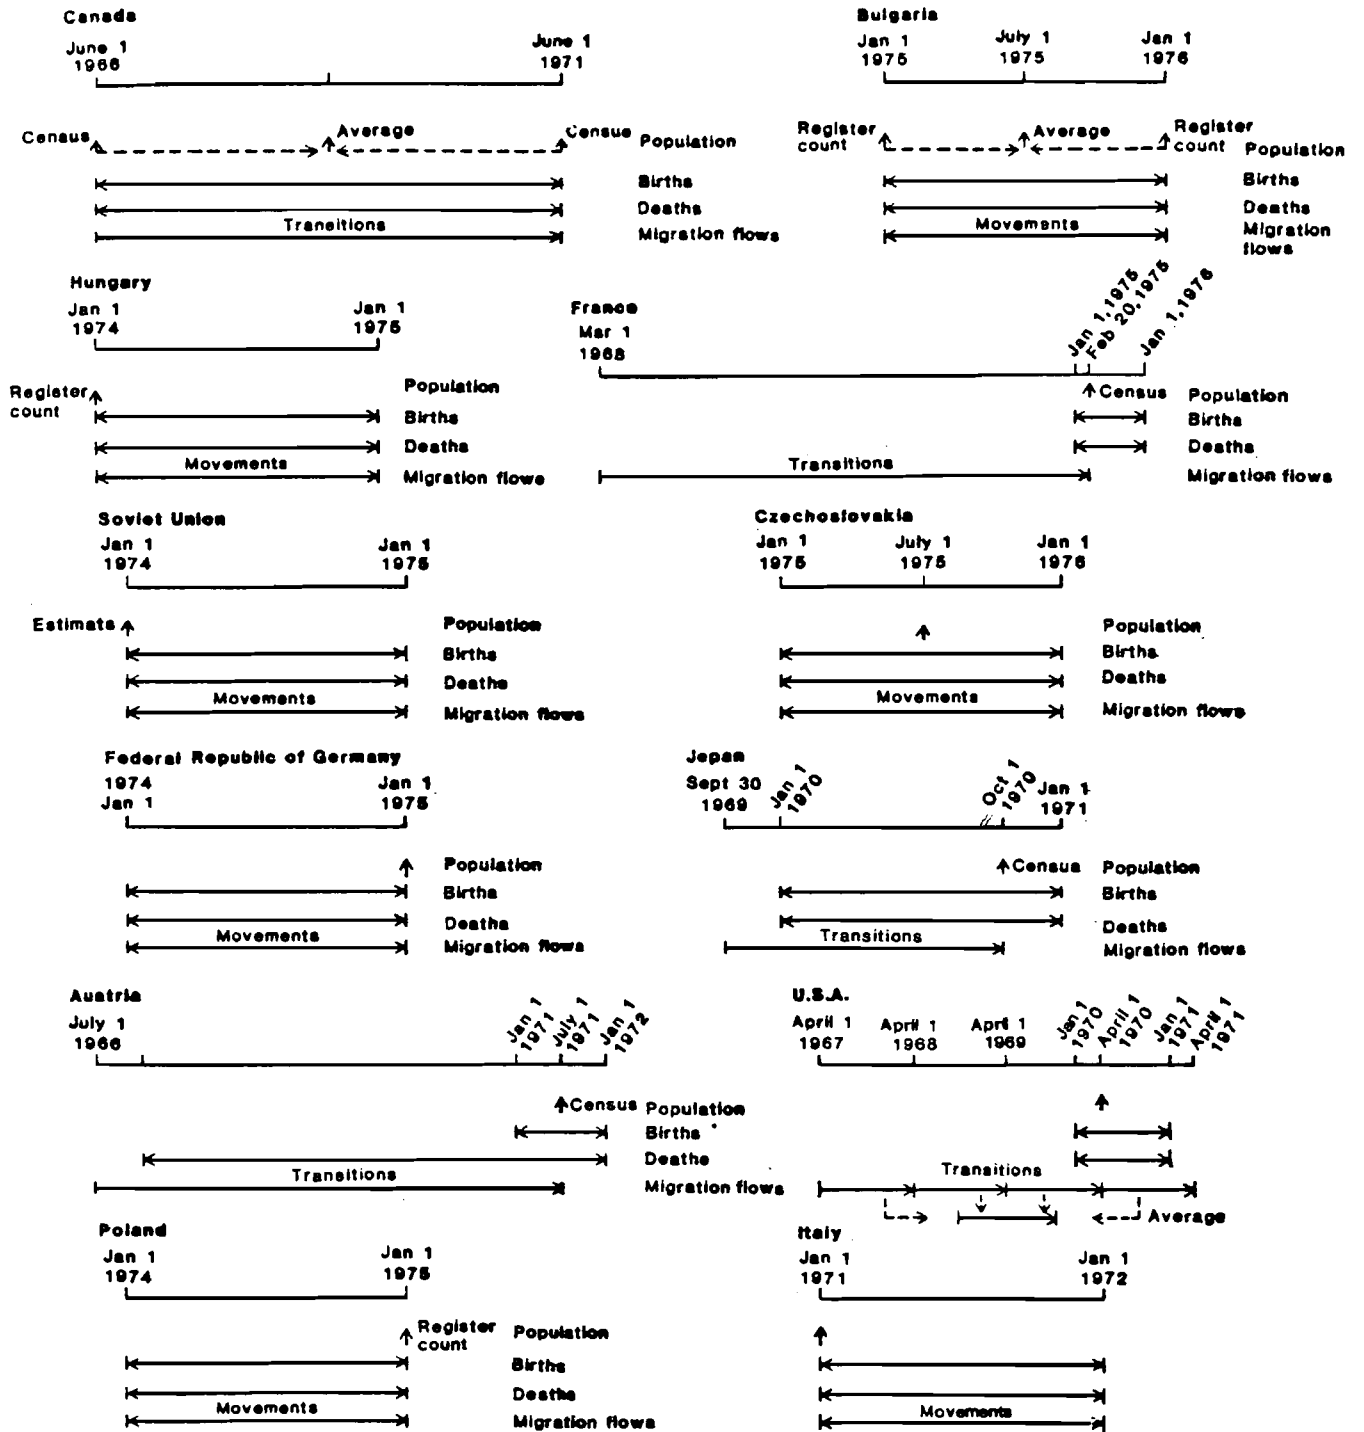 Canada
June 1
1966
June 1
1971
Census
Average
Census
Population
Births
Deaths
Transitions
Migration flows
Bulgaria
Jan 1
1975
July 1
1975
Jan 1
1976
Register
count
Average
Register
count
Population
Births
Deaths
Movements
Migration
flows
Hungary
Jan 1
1974
Jan 1
1975
Register
count
Population
Births
Deaths
Movements
Migration flows
France
Mar 1
1968
Jan 1,1975
Feb 20,1975
Jan 1,1976
Census
Population
Births
Deaths
Transitions
Migration flows
Soviet Union
Jan 1
1974
Jan 1
1975
Estimate
Population
Births
Deaths
Movements
Migration flows
Czechoslovakia
Jan 1
1975
July 1
1975
Jan 1
1976
Population
Births
Deaths
Movements
Migration flows
Federal Republic of Germany
1974
Jan 1
Jan 1
1975
Population
Births
Deaths
Movements
Migration flows
Japan
Sept 30
1969
Jan 1
1970
Oct 1
1970
Jan 1
1971
Census
Population
Births
Deaths
Transitions
Migration flows
Austria
July 1
1966
Jan 1
1971
July 1
1971
Jan 1
1972
Census
Population
Births
Deaths
Transitions
Migration flows
U.S.A.
April 1
1967
April 1
1968
April 1
1969
Jan 1
1970
April 1
1970
Jan 1
1971
April 1
1971
Transitions
Average
Poland
Jan 1
1974
Jan 1
1975
Register
count
Population
Births
Deaths
Movements
Migration flows
Italy
Jan 1
1971
Jan 1
1972
Movements